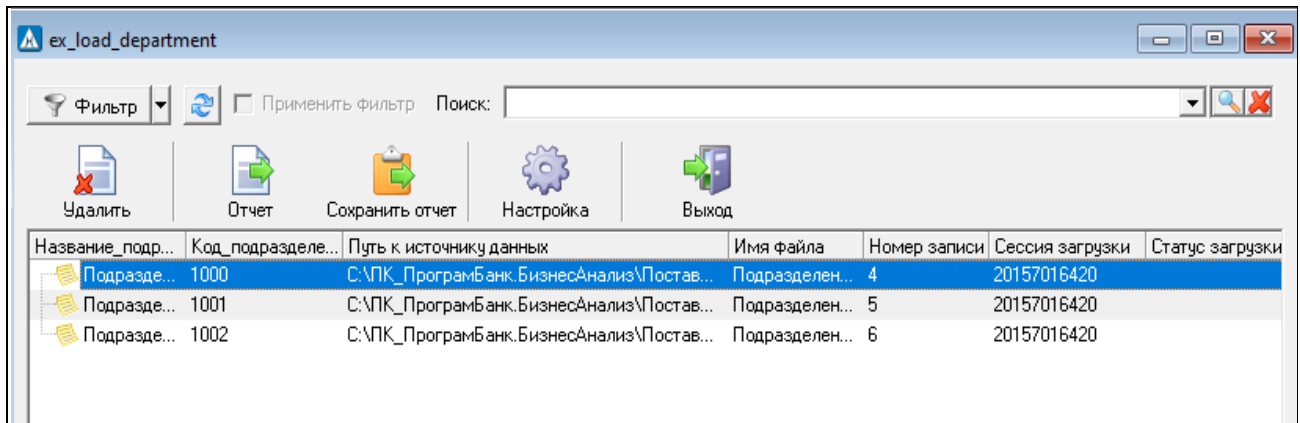 ex_load_department
Фильтр Применить фильтр Поиск:
Удалить Отчет Сохранить отчет Настройка Выход
Название_подр... Код_подразделе... Путь к источнику данных Имя файла Номер записи Сессия загрузки Статус загрузки
Подразде... 1000 C:\ПК_ПрограмБанк.БизнесАнализ\Постав... Подразделен... 4 20157016420
Подразде... 1001 C:\ПК_ПрограмБанк.БизнесАнализ\Постав... Подразделен... 5 20157016420
Подразде... 1002 C:\ПК_ПрограмБанк.БизнесАнализ\Постав... Подразделен... 6 20157016420